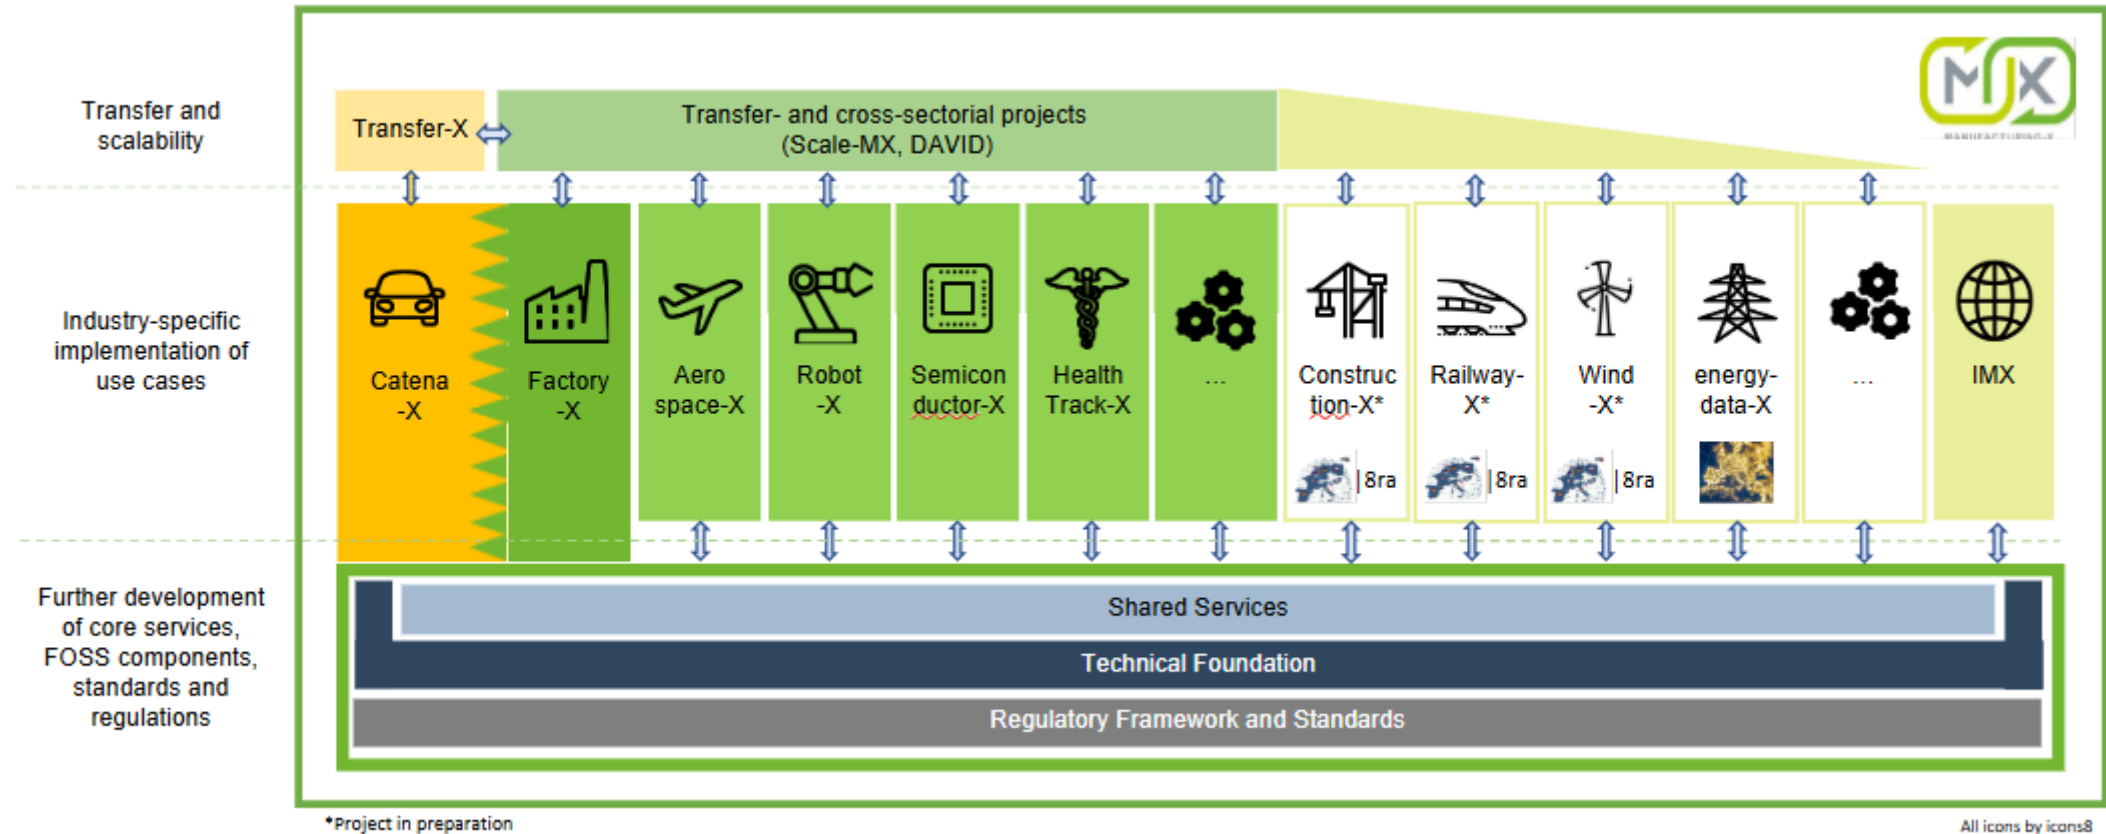 Transfer and
scalability
Transfer-X
Transfer- and cross-sectorial projects
(Scale-MX, DAVID)
MX
MANUFACTURING-X
Industry-specific
implementation of
use cases
Catena
-X
Factory
-X
Aero
space-X
Robot
-X
Semicon
ductor-X
Health
Track-X
...
Construc
tion-X*
|8ra
Railway-
X*
|8ra
Wind
-X*
|8ra
energy-
data-X
...
IMX
Further development
of core services,
FOSS components,
standards and
regulations
Shared Services
Technical Foundation
Regulatory Framework and Standards
*Project in preparation
All icons by icons8